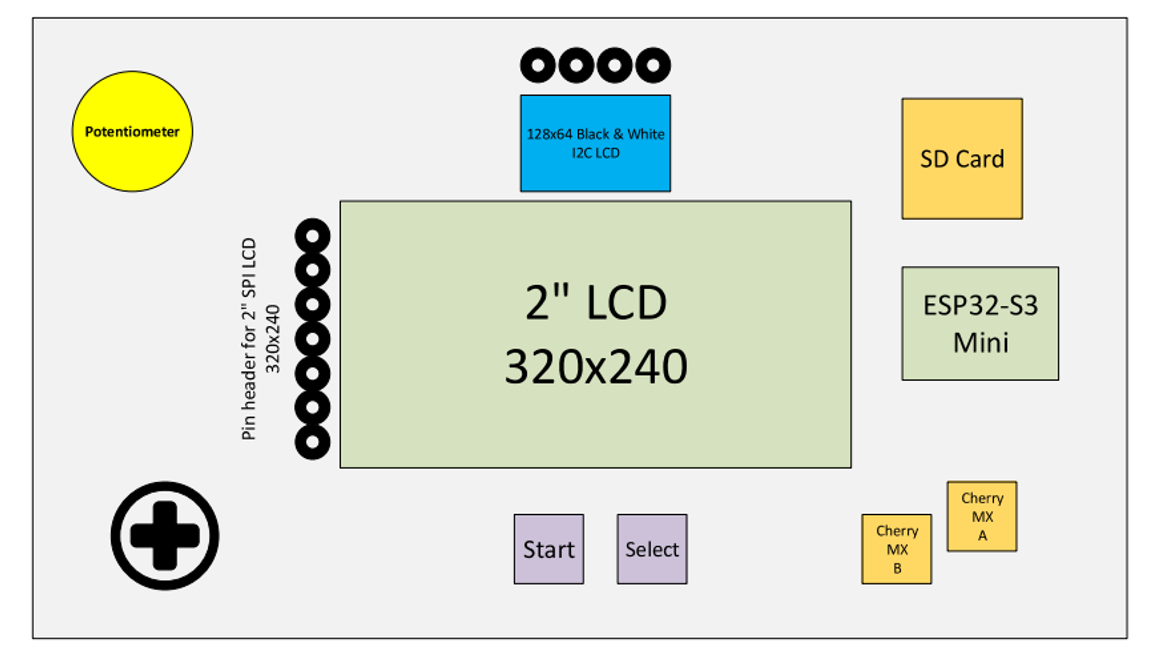 Potentiometer
128x64 Black & White
I2C LCD
SD Card
Pin header for 2" SPI LCD
320x240
2" LCD
320x240
ESP32-S3
Mini
Start
Select
Cherry
MX
B
Cherry
MX
A